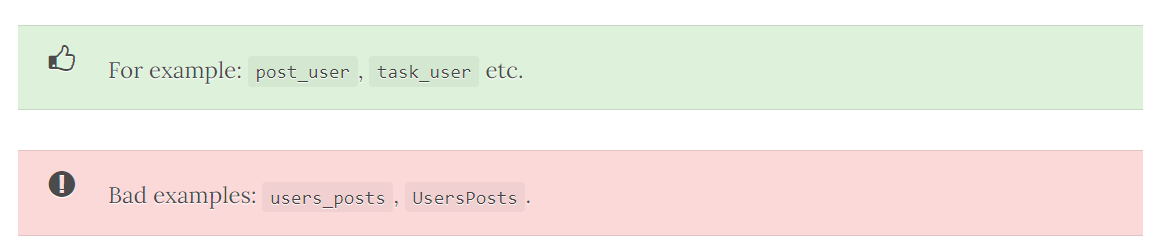 For example: post_user, task_user etc.
Bad examples: users_posts, UsersPosts.